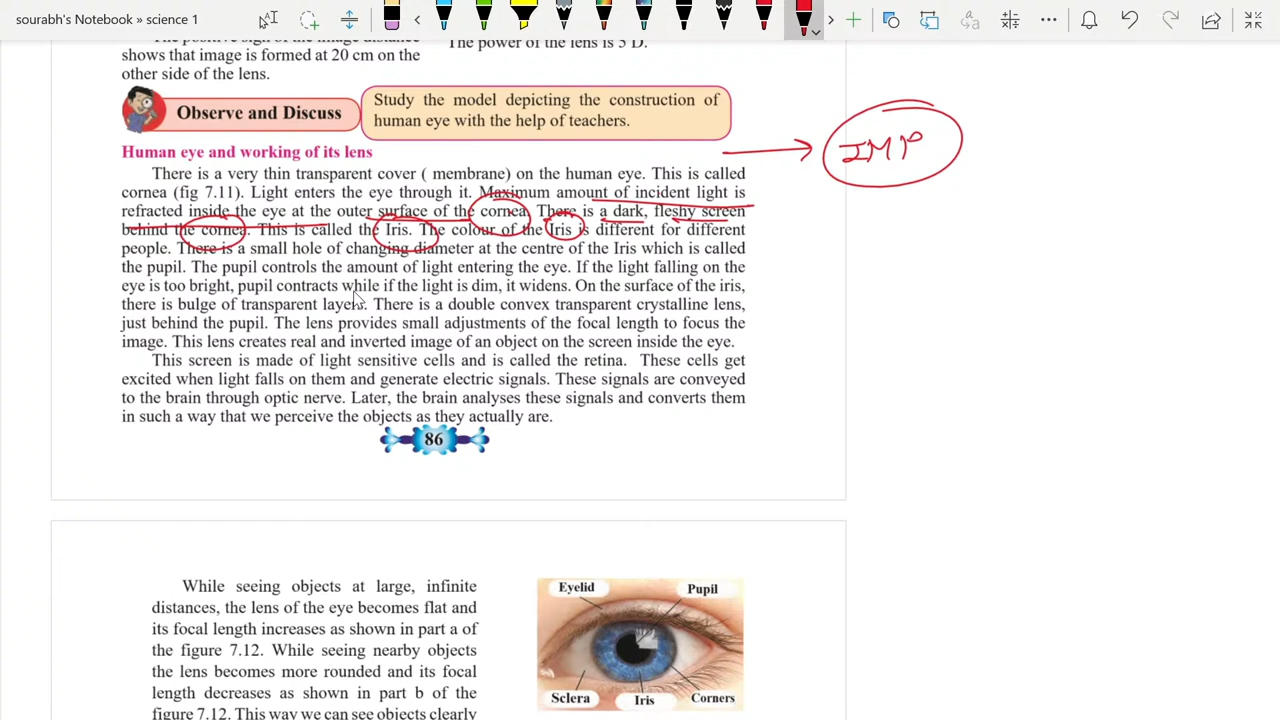 sourabh's Notebook » science 1
shows that image is formed at 20 cm on the
other side of the lens.
The power of the lens is 5 D.
Observe and Discuss
Study the model depicting the construction of
human eye with the help of teachers.
Human eye and working of its lens
IMP
There is a very thin transparent cover ( membrane) on the human eye. This is called
cornea (fig 7.11). Light enters the eye through it. Maximum amount of incident light is
refracted inside the eye at the outer surface of the cornea. There is a dark, fleshy screen
behind the cornea. This is called the Iris. The colour of the Iris is different for different
people. There is a small hole of changing diameter at the centre of the Iris which is called
the pupil. The pupil controls the amount of light entering the eye. If the light falling on the
eye is too bright, pupil contracts while if the light is dim, it widens. On the surface of the iris,
there is bulge of transparent layers. There is a double convex transparent crystalline lens,
just behind the pupil. The lens provides small adjustments of the focal length to focus the
image. This lens creates real and inverted image of an object on the screen inside the eye.
This screen is made of light sensitive cells and is called the retina. These cells get
excited when light falls on them and generate electric signals. These signals are conveyed
to the brain through optic nerve. Later, the brain analyses these signals and converts them
in such a way that we perceive the objects as they actually are.
86
While seeing objects at large, infinite
distances, the lens of the eye becomes flat and
its focal length increases as shown in part a of
the figure 7.12. While seeing nearby objects
the lens becomes more rounded and its focal
length decreases as shown in part b of the
figure 7.12. This way we can see objects clearly
Eyelid
Pupil
Sclera
Iris
Corners